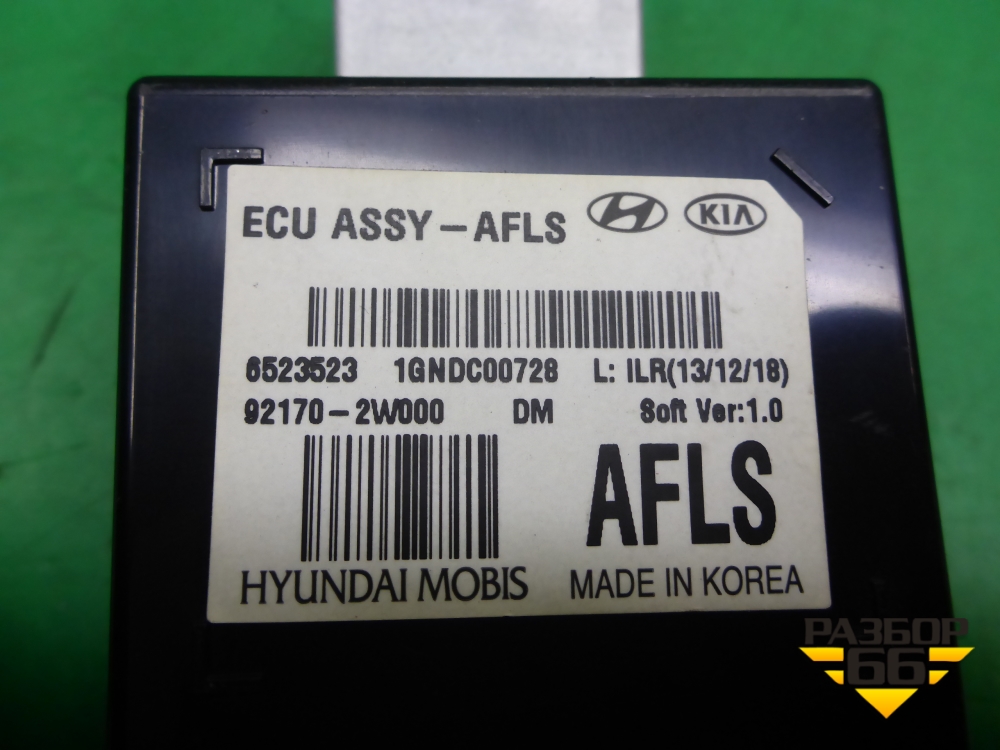 ECU ASSY-AFLS KIA
6523523 1GNDC00728 L: ILR(13/12/18)
92170-2W000 DM Soft Ver:1.0
AFLS
HYUNDAI MOBIS MADE IN KOREA
РАЗБОР
66